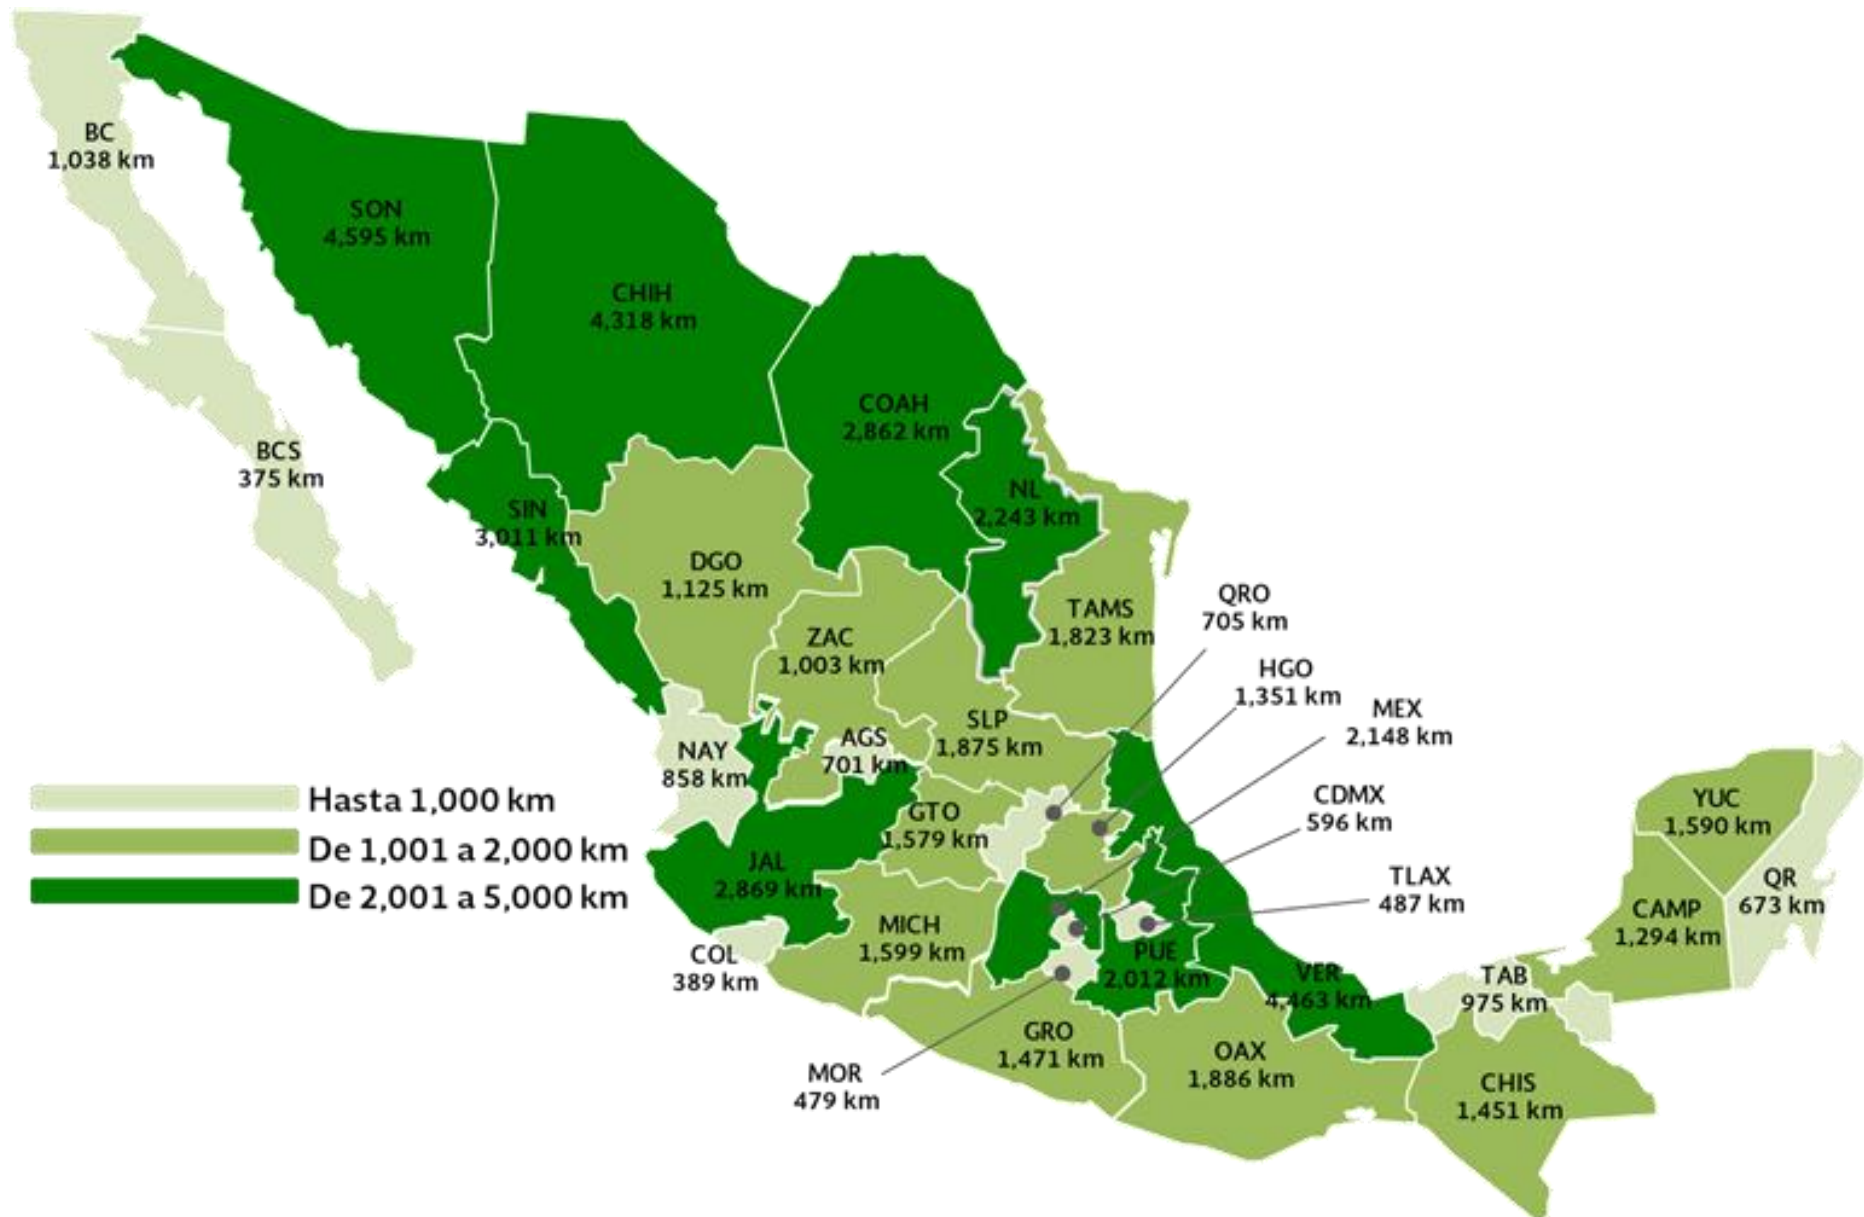 BC
1,038 km
SON
4,595 km
CHIH
4,318 km
COAH
2,862 km
BCS
375 km
NL
2,243 km
SIN
3,011 km
DGO
1,125 km
TAMS
1,823 km
QRO
705 km
ZAC
1,003 km
HGO
1,351 km
MEX
2,148 km
SLP
1,875 km
AGS
701 km
NAY
858 km
Hasta 1,000 km
De 1,001 a 2,000 km
De 2,001 a 5,000 km
GTO
1,579 km
CDMX
596 km
YUC
1,590 km
JAL
2,869 km
TLAX
487 km
QR
673 km
MICH
1,599 km
CAMP
1,294 km
COL
389 km
PUE
2,012 km
VER
4,463 km
TAB
975 km
GRO
1,471 km
OAX
1,886 km
MOR
479 km
CHIS
1,451 km